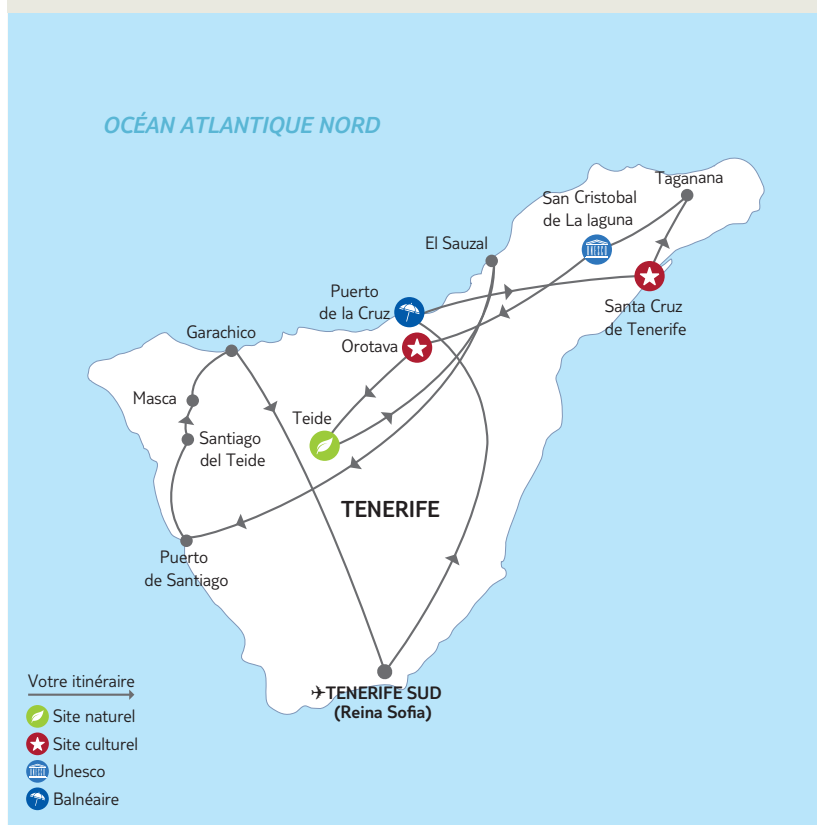 OCÉAN ATLANTIQUE NORD
Taganana
San Cristobal
de La laguna
El Sauzal
Puerto
de la Cruz
Santa Cruz
de Tenerife
Garachico
Orotava
Masca
Teide
Santiago
del Teide
TENERIFE
Puerto
de Santiago
TENERIFE SUD
(Reina Sofia)
Votre itinéraire
Site naturel
Site culturel
Unesco
Balnéaire